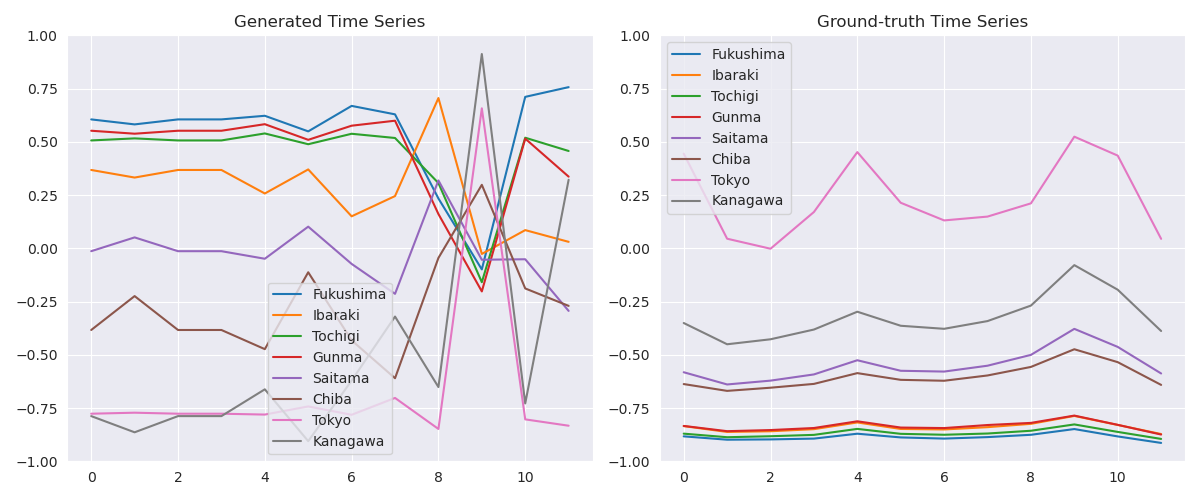 Generated Time Series
1.00
0.75
0.50
0.25
0.00
−0.25
−0.50
−0.75
−1.00
0 2 4 6 8 10
Fukushima
Ibaraki
Tochigi
Gunma
Saitama
Chiba
Tokyo
Kanagawa
Ground-truth Time Series
1.00
0.75
0.50
0.25
0.00
−0.25
−0.50
−0.75
−1.00
0 2 4 6 8 10
Fukushima
Ibaraki
Tochigi
Gunma
Saitama
Chiba
Tokyo
Kanagawa